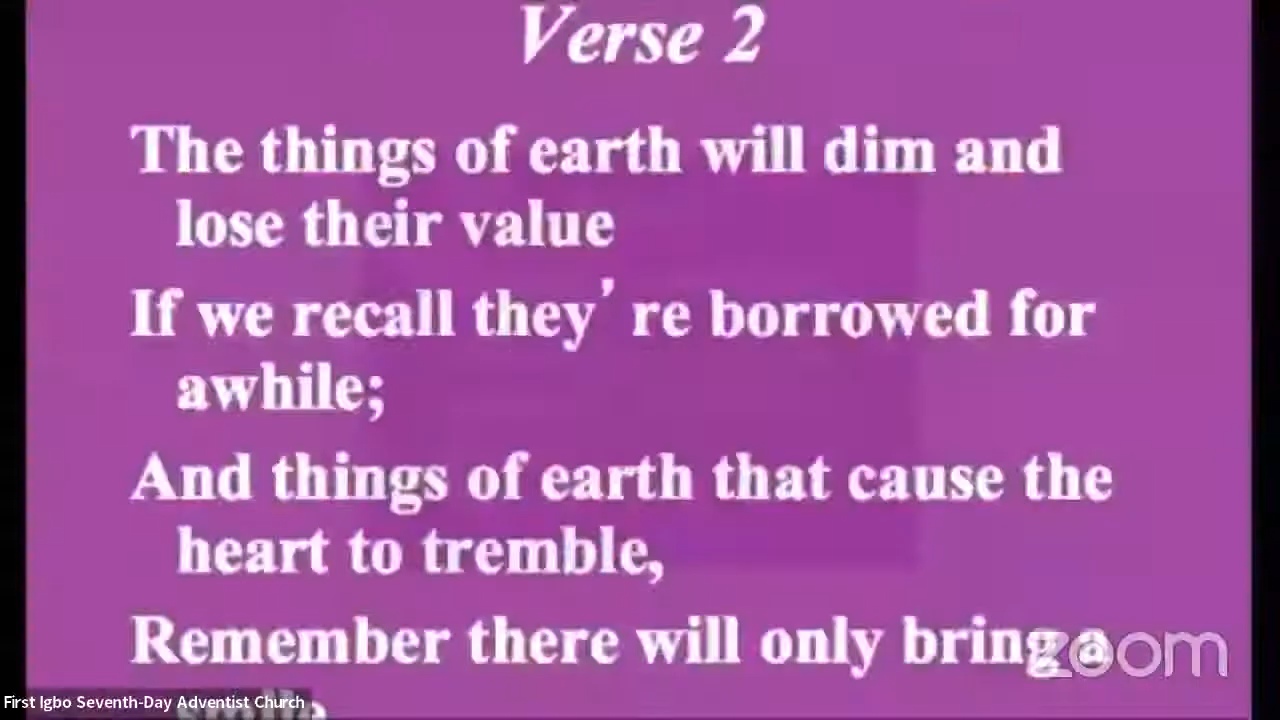 Verse 2
The things of earth will dim and
lose their value
If we recall they’ re borrowed for
awhile;
And things of earth that cause the
heart to tremble,
Remember there will only bring a
zoom
First Igbo Seventh-Day Adventist Church